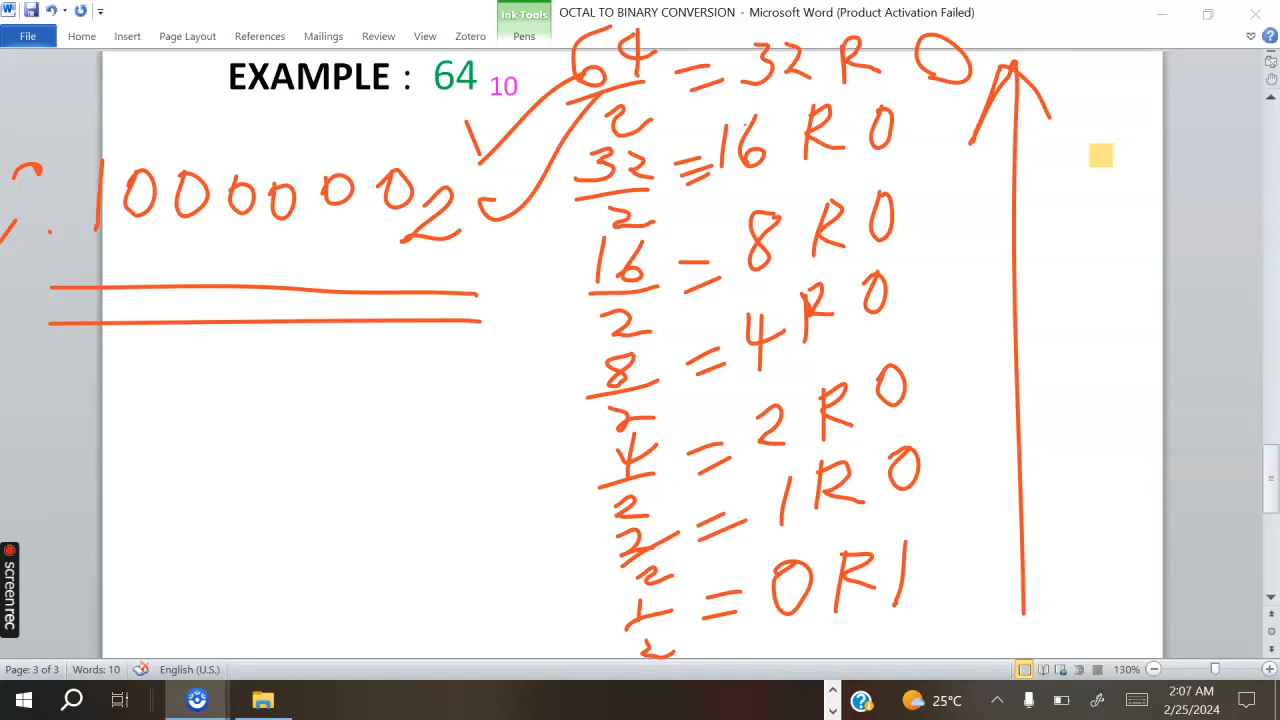 Ink Tools
OCTAL TO BINARY CONVERSION - Microsoft Word (Product Activation Failed)
File Home Insert Page Layout References Mailings Review View Zotero Pens
EXAMPLE : 64 10
64/2 = 32 R 0
32/2 = 16 R 0
1000000 2
16/2 = 8 R 0
8/2 = 4 R 0
4/2 = 2 R 0
2/2 = 1 R 0
1/2 = 0 R 1
screen rec
Page: 3 of 3 Words: 10 English (U.S.) 130%
25°C
2:07 AM
2/25/2024